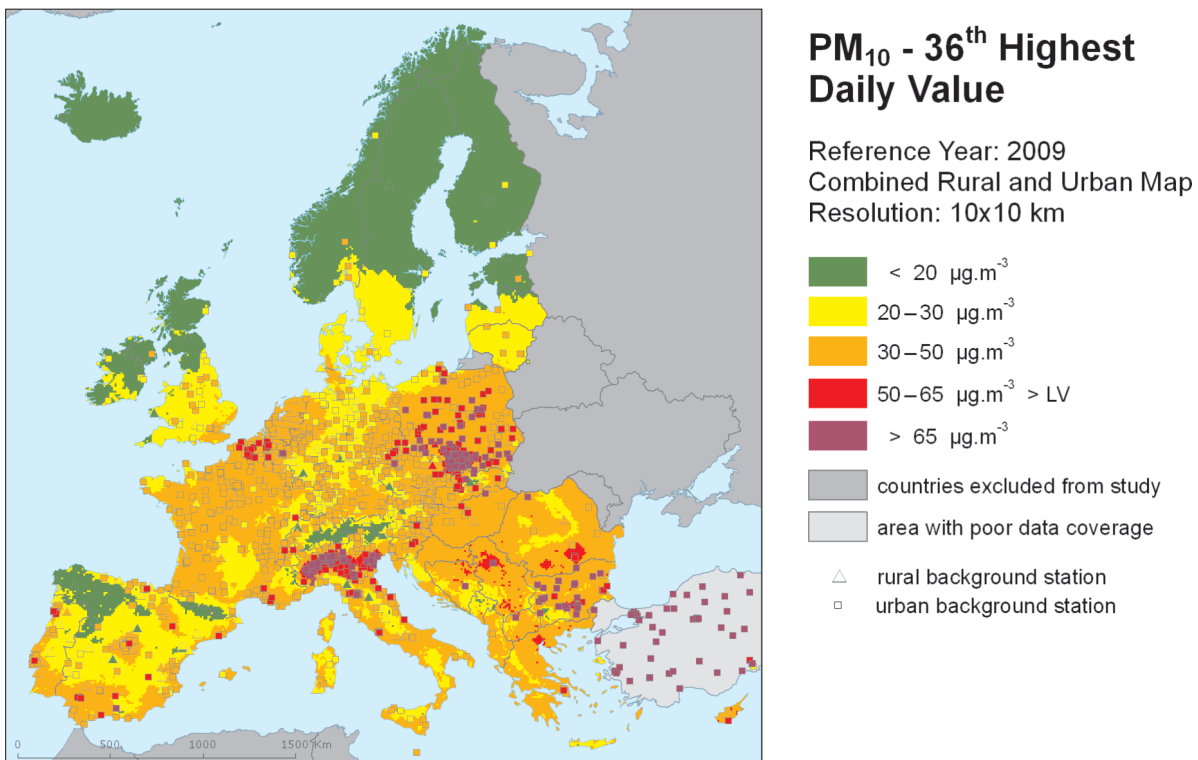 PM₁₀ - 36ᵗʰ Highest
Daily Value
Reference Year: 2009
Combined Rural and Urban Map
Resolution: 10x10 km
< 20 µg.m⁻³
20–30 µg.m⁻³
30–50 µg.m⁻³
50–65 µg.m⁻³ > LV
> 65 µg.m⁻³
countries excluded from study
area with poor data coverage
rural background station
urban background station
0 500 1000 1500 Km